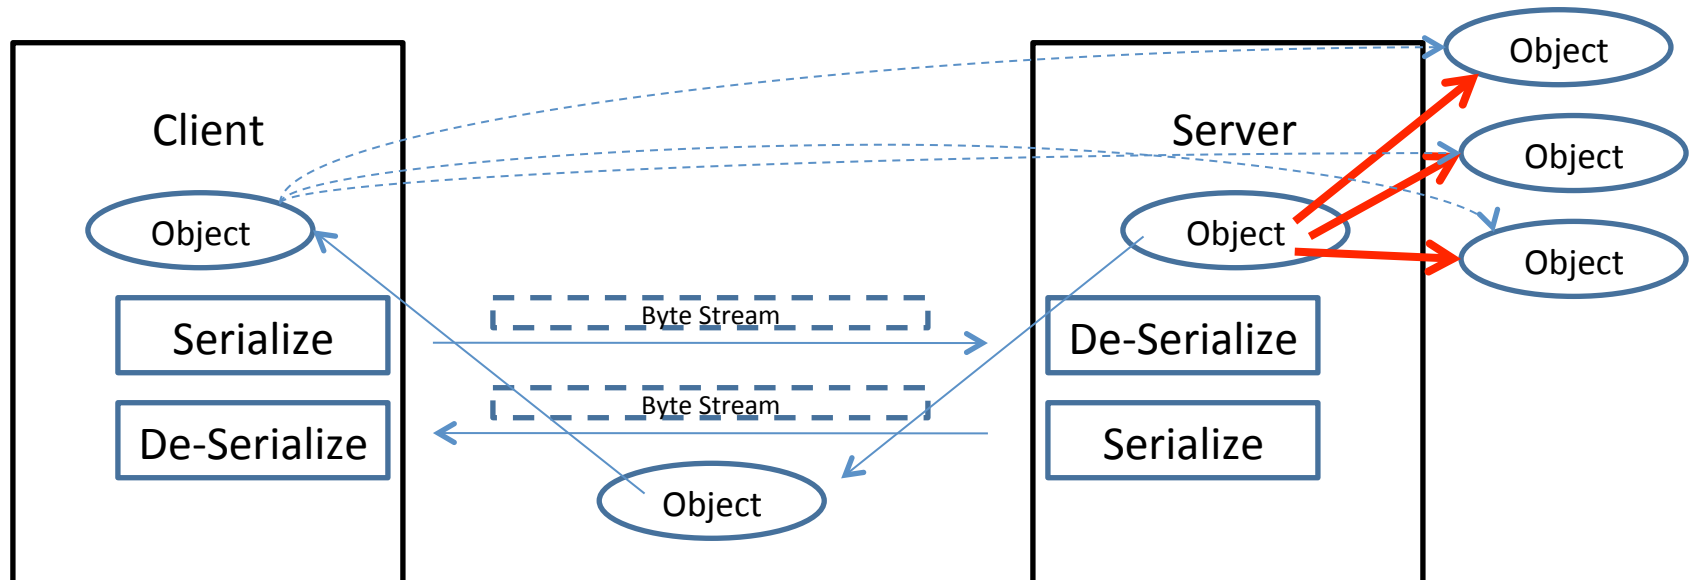 Object
Client
Server
Object
Object
Object
Object
Byte Stream
Serialize
De-Serialize
Byte Stream
De-Serialize
Serialize
Object